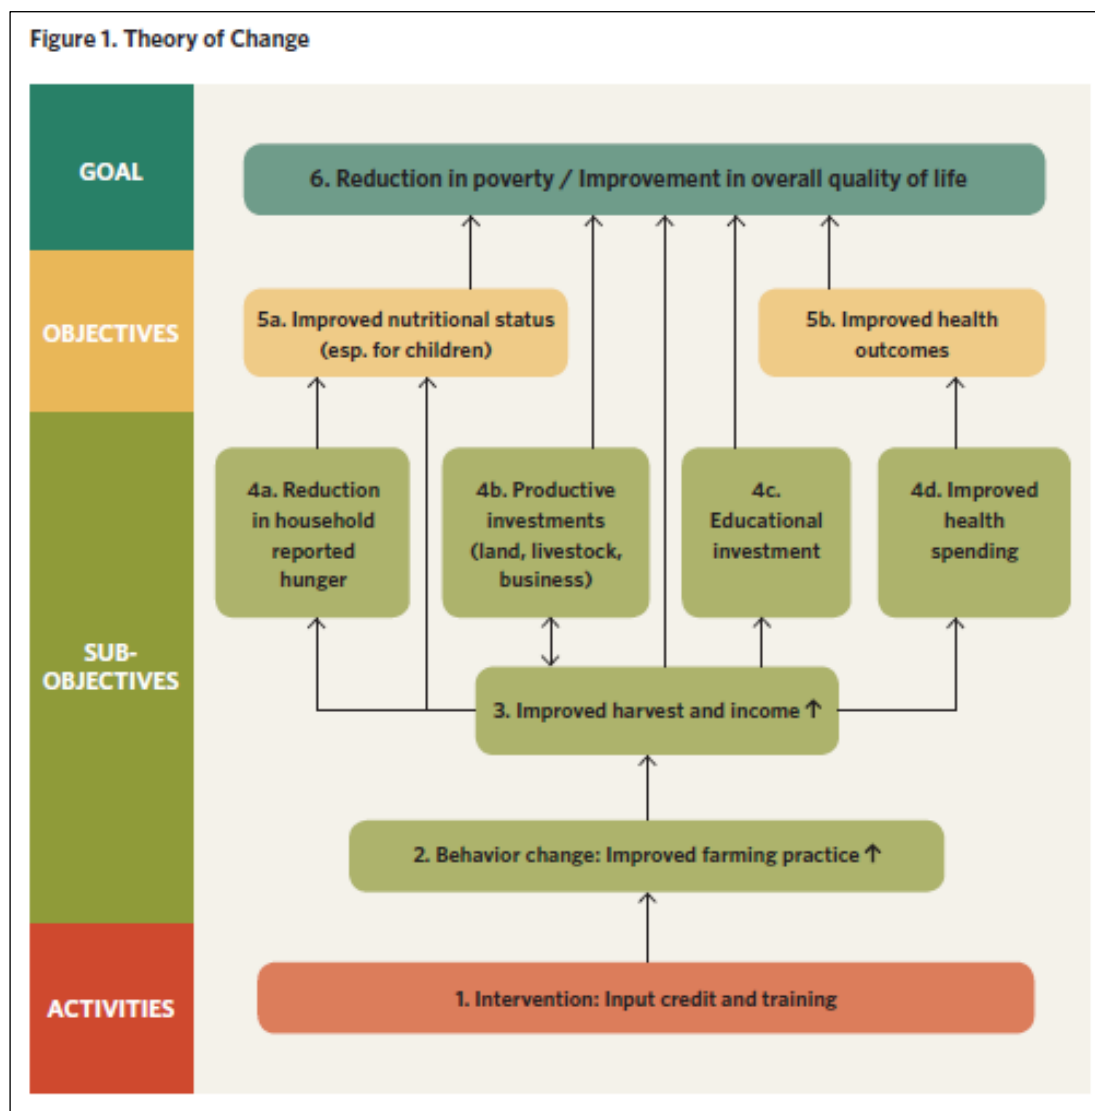 Figure 1. Theory of Change
GOAL
6. Reduction in poverty / Improvement in overall quality of life
OBJECTIVES
5a. Improved nutritional status
(esp. for children)
5b. Improved health
outcomes
SUB-
OBJECTIVES
4a. Reduction
in household
reported
hunger
4b. Productive
investments
(land, livestock,
business)
4c.
Educational
investment
4d. Improved
health
spending
3. Improved harvest and income ↑
2. Behavior change: Improved farming practice ↑
ACTIVITIES
1. Intervention: Input credit and training